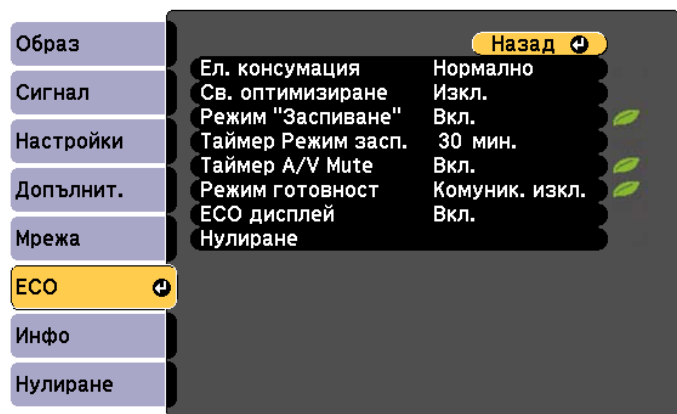 Образ
Сигнал
Настройки
Допълнит.
Мрежа
ECO
Инфо
Нулиране
Назад
Ел. консумация Нормално
Св. оптимизиране Изкл.
Режим "Заспиване" Вкл.
Таймер Режим засп. 30 мин.
Таймер A/V Mute Вкл.
Режим готовност Комуник. изкл.
ECO дисплей Вкл.
Нулиране